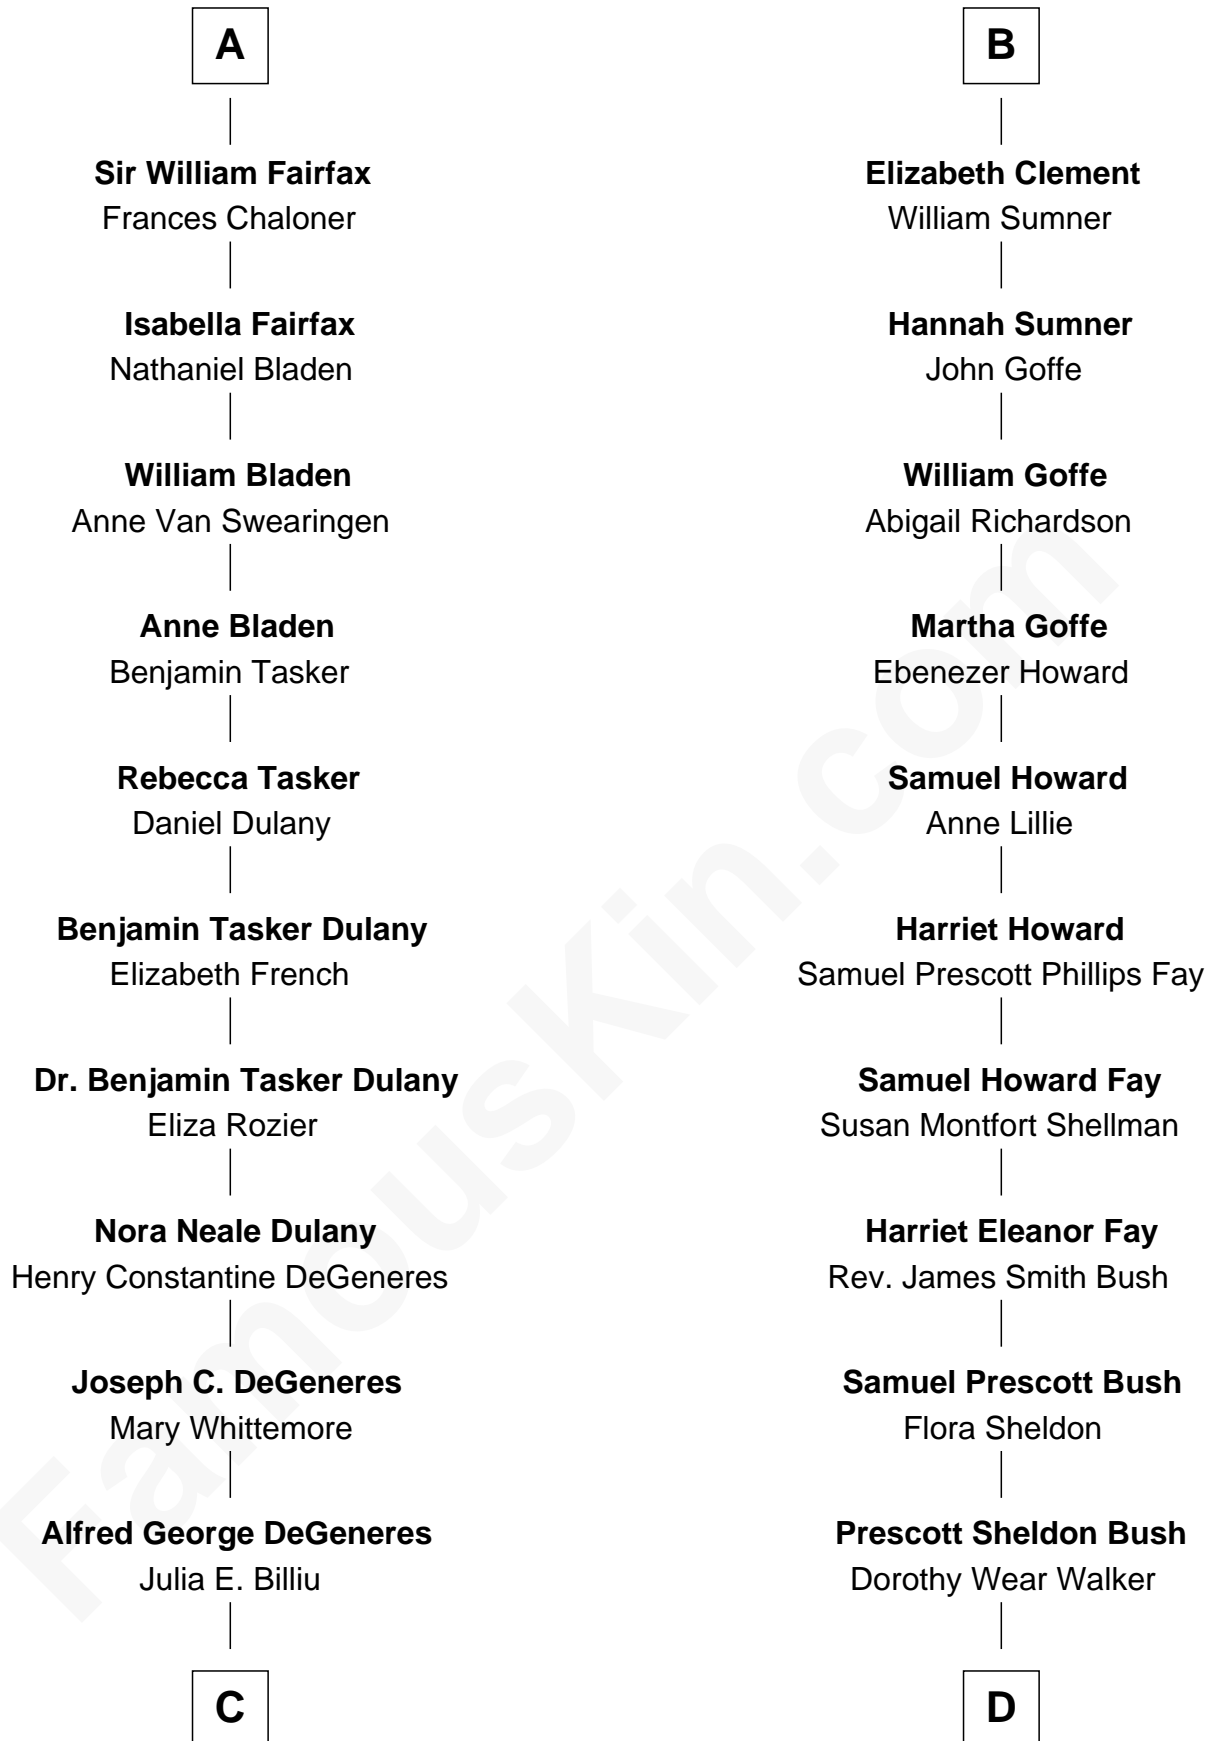 A
Sir William Fairfax
Frances Chaloner
Isabella Fairfax
Nathaniel Bladen
William Bladen
Anne Van Swearingen
Anne Bladen
Benjamin Tasker
Rebecca Tasker
Daniel Dulany
Benjamin Tasker Dulany
Elizabeth French
Dr. Benjamin Tasker Dulany
Eliza Rozier
Nora Neale Dulany
Henry Constantine DeGeneres
Joseph C. DeGeneres
Mary Whittemore
Alfred George DeGeneres
Julia E. Billiu
C
B
Elizabeth Clement
William Sumner
Hannah Sumner
John Goffe
William Goffe
Abigail Richardson
Martha Goffe
Ebenezer Howard
Samuel Howard
Anne Lillie
Harriet Howard
Samuel Prescott Phillips Fay
Samuel Howard Fay
Susan Montfort Shellman
Harriet Eleanor Fay
Rev. James Smith Bush
Samuel Prescott Bush
Flora Sheldon
Prescott Sheldon Bush
Dorothy Wear Walker
D
FamousKin.com